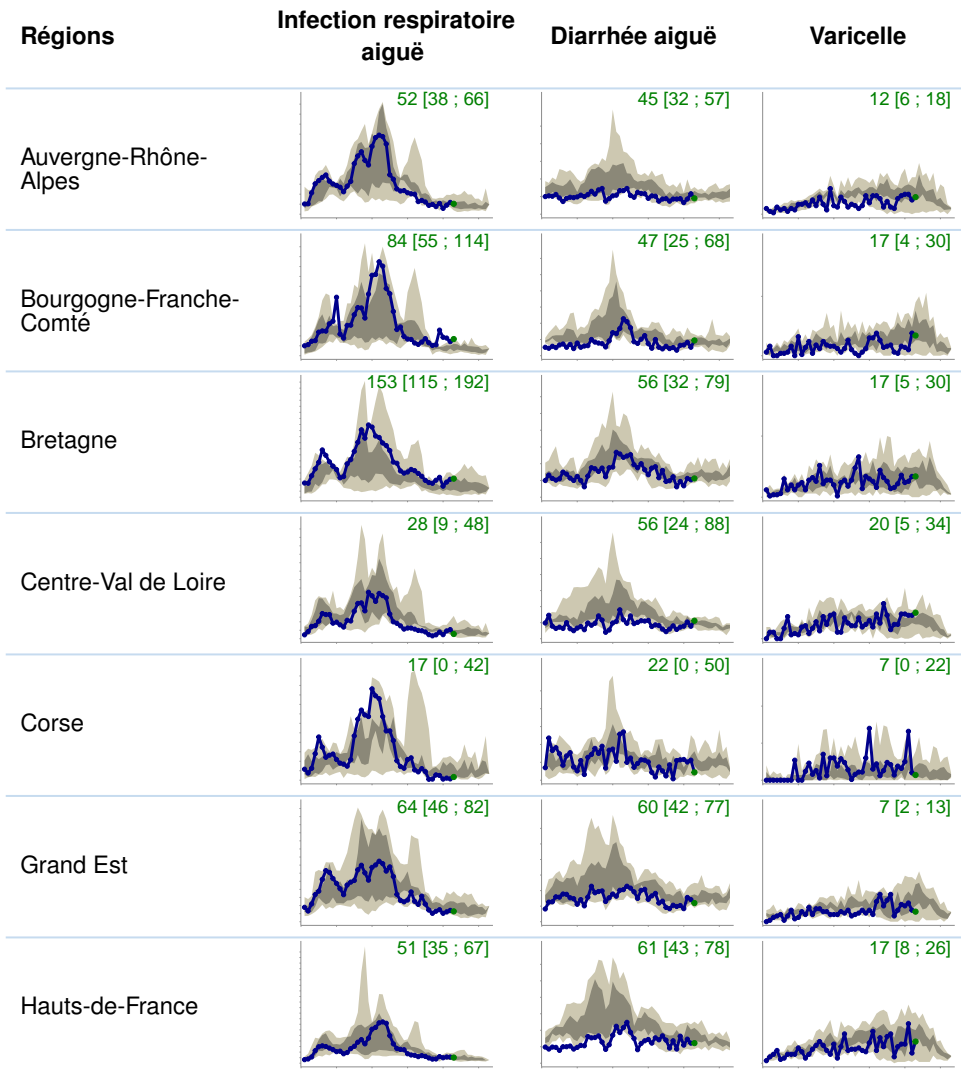 Régions
Infection respiratoire
aiguë
Diarrhée aiguë
Varicelle
Auvergne-Rhône-
Alpes
52 [38 ; 66]
45 [32 ; 57]
12 [6 ; 18]
Bourgogne-Franche-
Comté
84 [55 ; 114]
47 [25 ; 68]
17 [4 ; 30]
Bretagne
153 [115 ; 192]
56 [32 ; 79]
17 [5 ; 30]
Centre-Val de Loire
28 [9 ; 48]
56 [24 ; 88]
20 [5 ; 34]
Corse
17 [0 ; 42]
22 [0 ; 50]
7 [0 ; 22]
Grand Est
64 [46 ; 82]
60 [42 ; 77]
7 [2 ; 13]
Hauts-de-France
51 [35 ; 67]
61 [43 ; 78]
17 [8 ; 26]